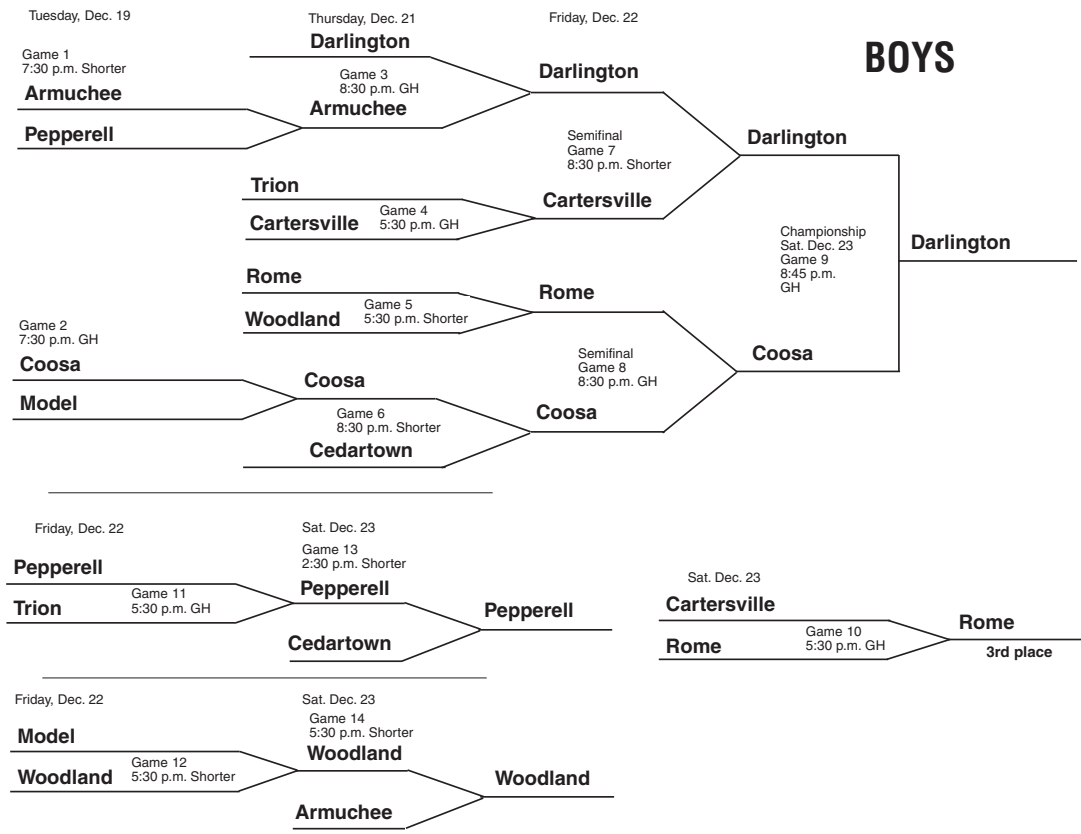 Tuesday, Dec. 19
Thursday, Dec. 21
Friday, Dec. 22
BOYS
Game 1
7:30 p.m. Shorter
Armuchee
Pepperell
Darlington
Game 3
8:30 p.m. GH
Armuchee
Darlington
Semifinal
Game 7
8:30 p.m. Shorter
Darlington
Trion
Cartersville
Game 4
5:30 p.m. GH
Cartersville
Championship
Sat. Dec. 23
Game 9
8:45 p.m.
GH
Darlington
Rome
Woodland
Game 5
5:30 p.m. Shorter
Rome
Game 2
7:30 p.m. GH
Coosa
Model
Semifinal
Game 8
8:30 p.m. GH
Coosa
Coosa
Game 6
8:30 p.m. Shorter
Cedartown
Coosa
Friday, Dec. 22
Sat. Dec. 23
Game 13
2:30 p.m. Shorter
Pepperell
Trion
Game 11
5:30 p.m. GH
Pepperell
Cedartown
Pepperell
Sat. Dec. 23
Cartersville
Rome
Game 10
5:30 p.m. GH
Rome
3rd place
Friday, Dec. 22
Sat. Dec. 23
Game 14
5:30 p.m. Shorter
Model
Woodland
Game 12
5:30 p.m. Shorter
Woodland
Armuchee
Woodland